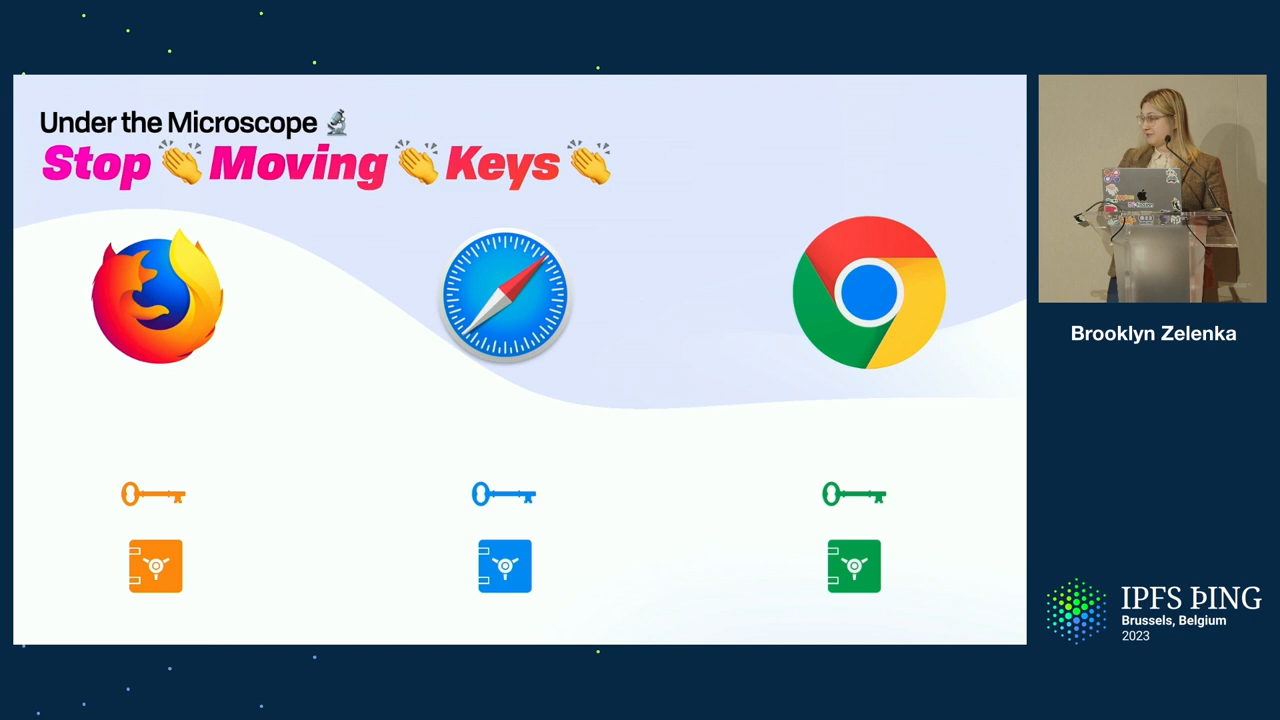 Under the Microscope 🔬
Stop 👏 Moving 👏 Keys 👏
Brooklyn Zelenka
IPFS ÞING
Brussels, Belgium
2023